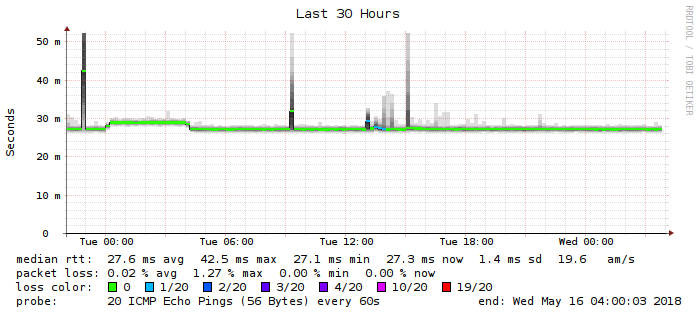 Last 30 Hours
RRDTOOL / TOBI OETIKER
Seconds
50 m
40 m
30 m
20 m
10 m
0
Tue 00:00 Tue 06:00 Tue 12:00 Tue 18:00 Wed 00:00
median rtt: 27.6 ms avg 42.5 ms max 27.1 ms min 27.3 ms now 1.4 ms sd 19.6 am/s
packet loss: 0.02 % avg 1.27 % max 0.00 % min 0.00 % now
loss color: 0 1/20 2/20 3/20 4/20 10/20 19/20
probe: 20 ICMP Echo Pings (56 Bytes) every 60s end: Wed May 16 04:00:03 2018